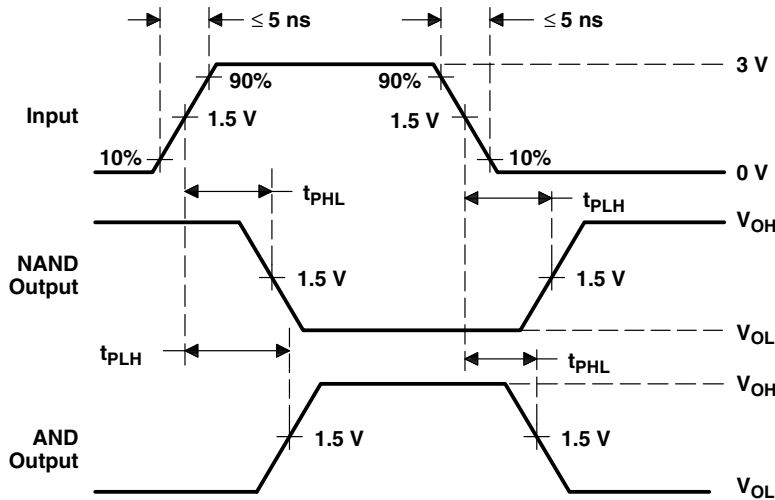 ≤ 5 ns ≤ 5 ns
3 V
90% 90%
Input 1.5 V 1.5 V
10% 10%
0 V
tPHL tPLH
VOH
NAND
Output
1.5 V 1.5 V
VOL
tPLH tPHL
VOH
AND
Output
1.5 V 1.5 V
VOL